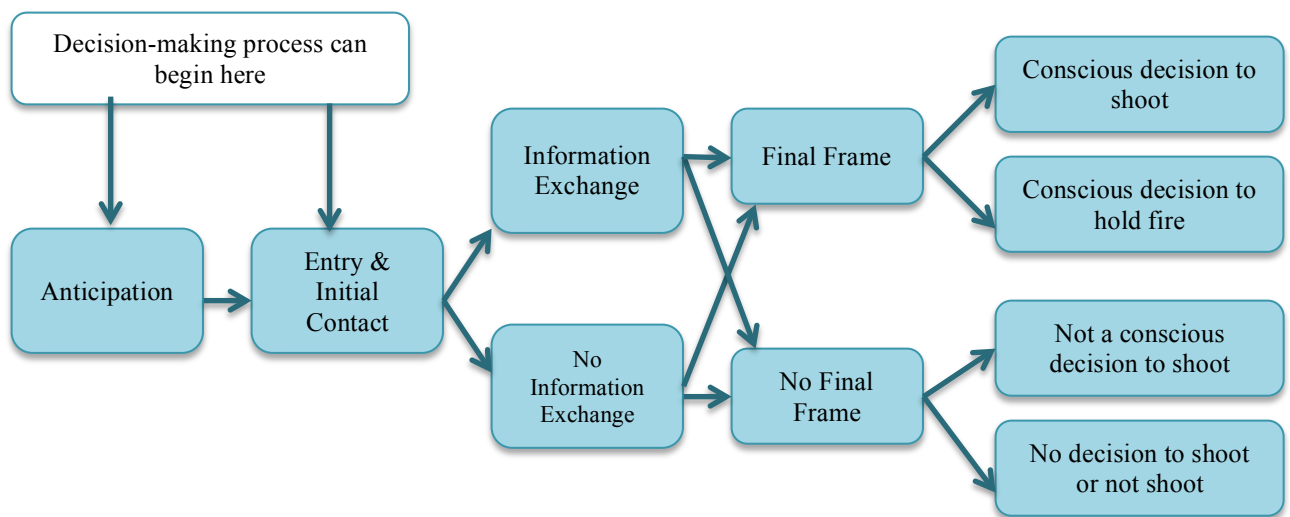 Decision-making process can
begin here
Anticipation
Entry &
Initial
Contact
Information
Exchange
No
Information
Exchange
Final Frame
No Final
Frame
Conscious decision to
shoot
Conscious decision to
hold fire
Not a conscious
decision to shoot
No decision to shoot
or not shoot